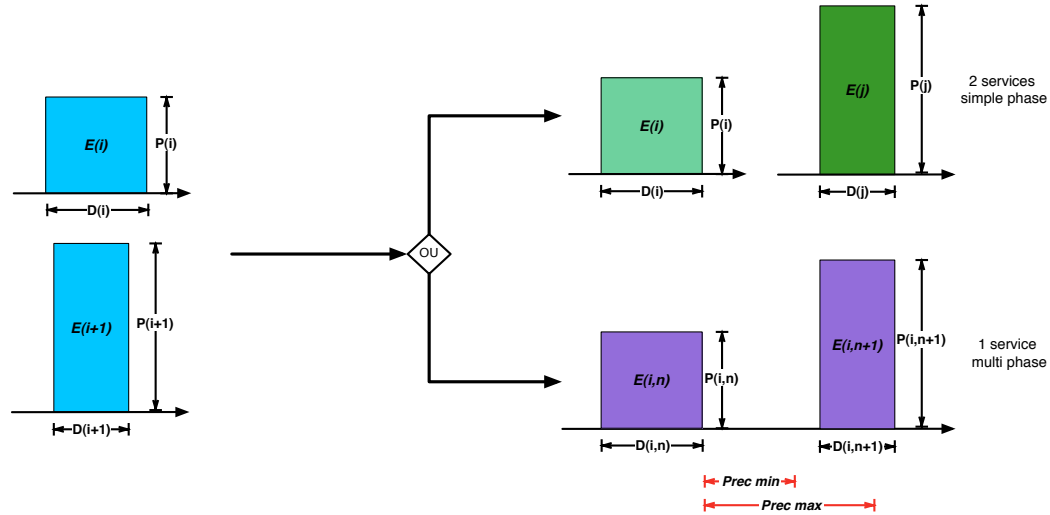 E(i)
P(i)
D(i)
E(i+1)
P(i+1)
D(i+1)
OU
E(i)
P(i)
D(i)
E(j)
P(j)
D(j)
2 services
simple phase
E(i,n)
P(i,n)
D(i,n)
E(i,n+1)
P(i,n+1)
D(i,n+1)
1 service
multi phase
Prec min
Prec max